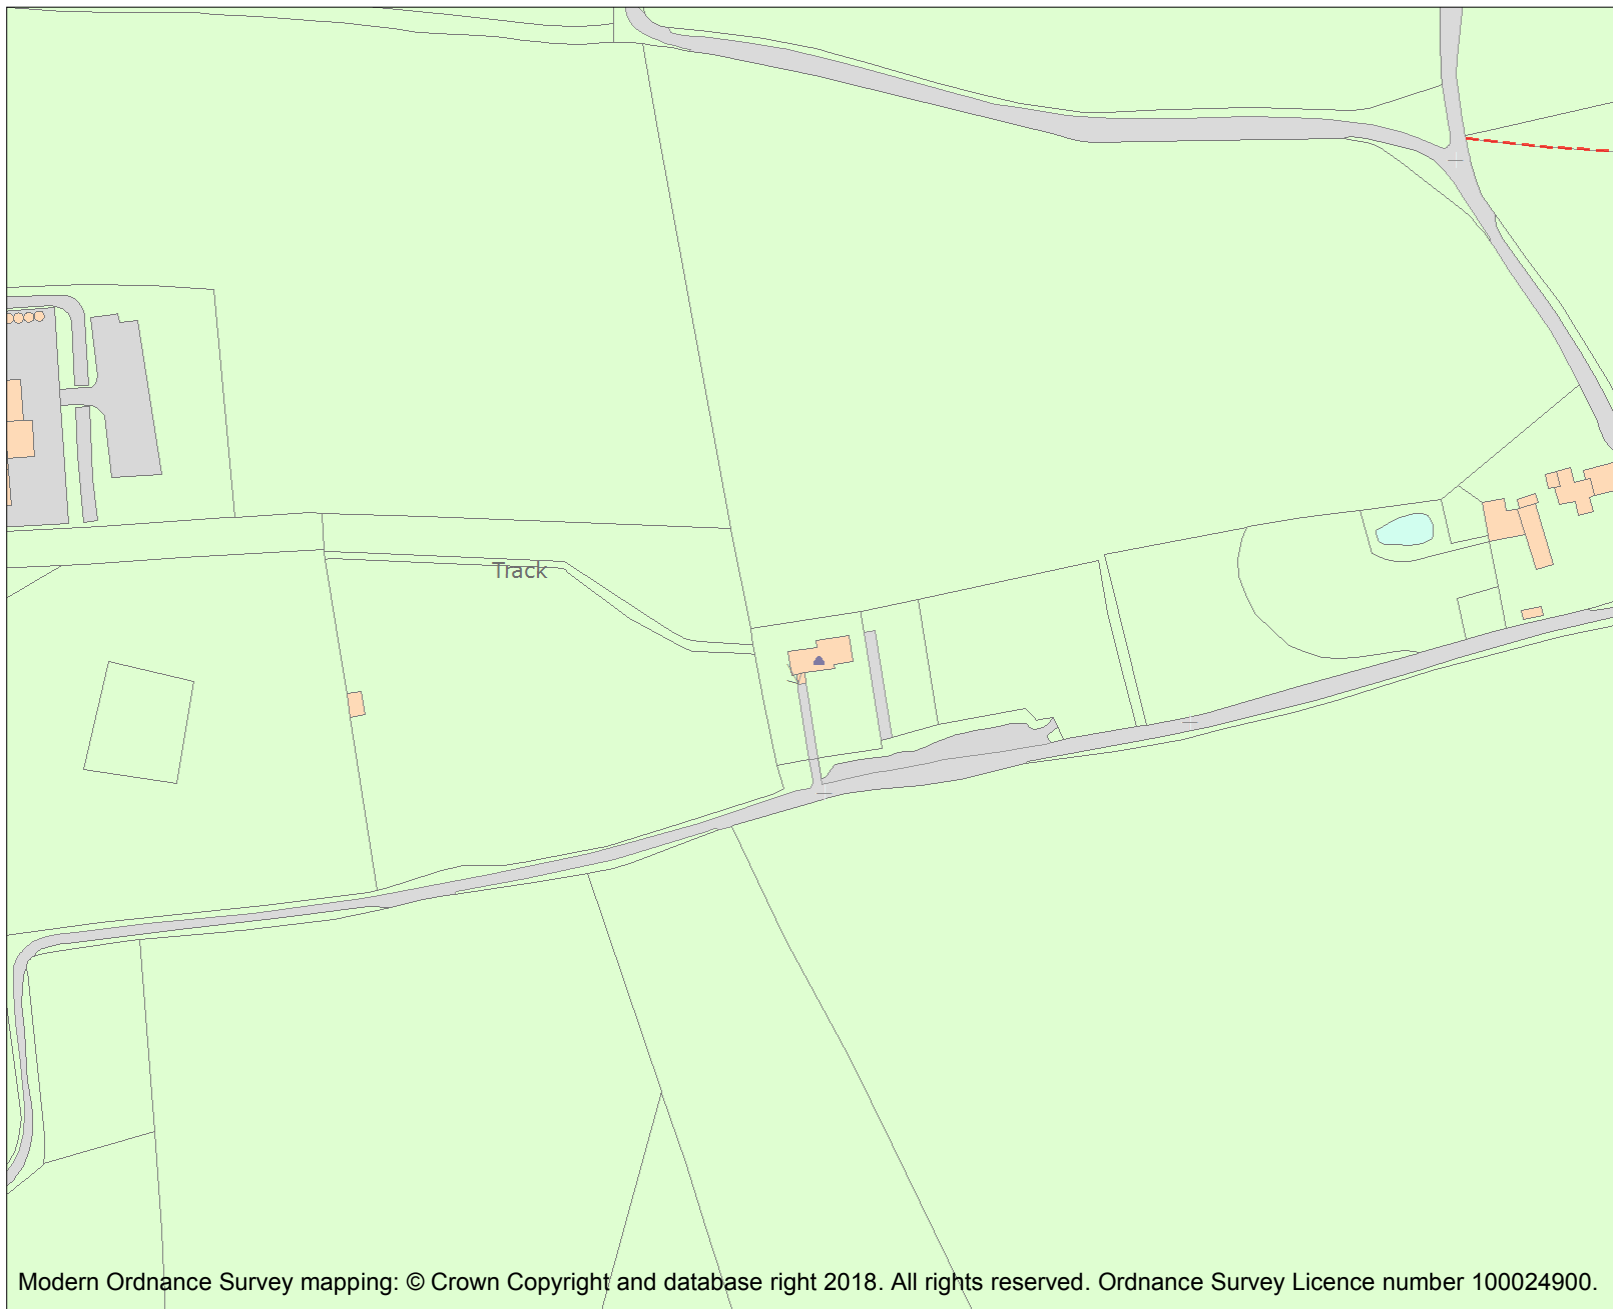 Track
Modern Ordnance Survey mapping: © Crown Copyright and database right 2018. All rights reserved. Ordnance Survey Licence number 100024900.